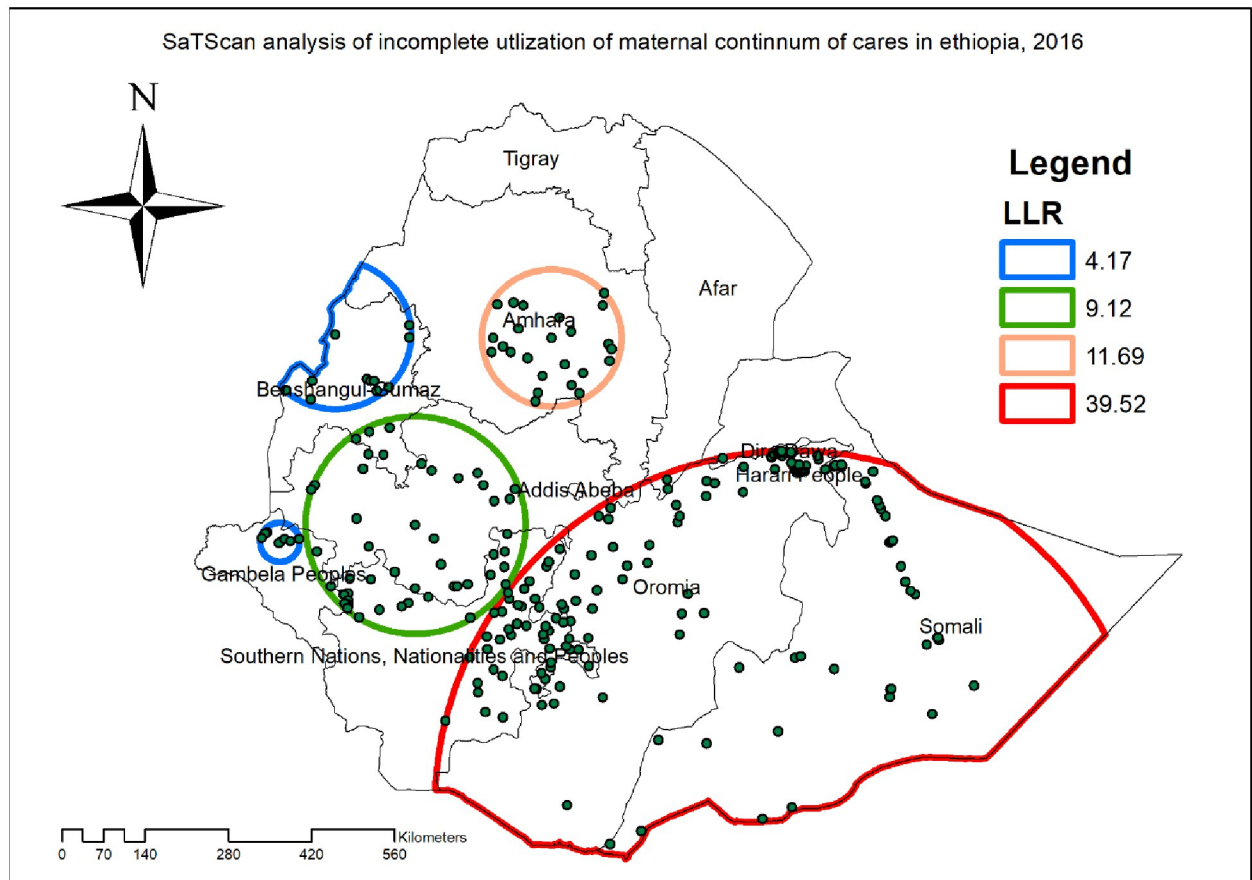 SaTScan analysis of incomplete utlization of maternal continnum of cares in ethiopia, 2016
N
Tigray
Legend
LLR
4.17
9.12
11.69
39.52
Afar
Amhara
Benshangul-Gumaz
Dire Dawa
Harari People
Addis Abeba
Gambela Peoples
Oromia
Somali
Southern Nations, Nationalities and Peoples
Kilometers
0 70 140 280 420 560